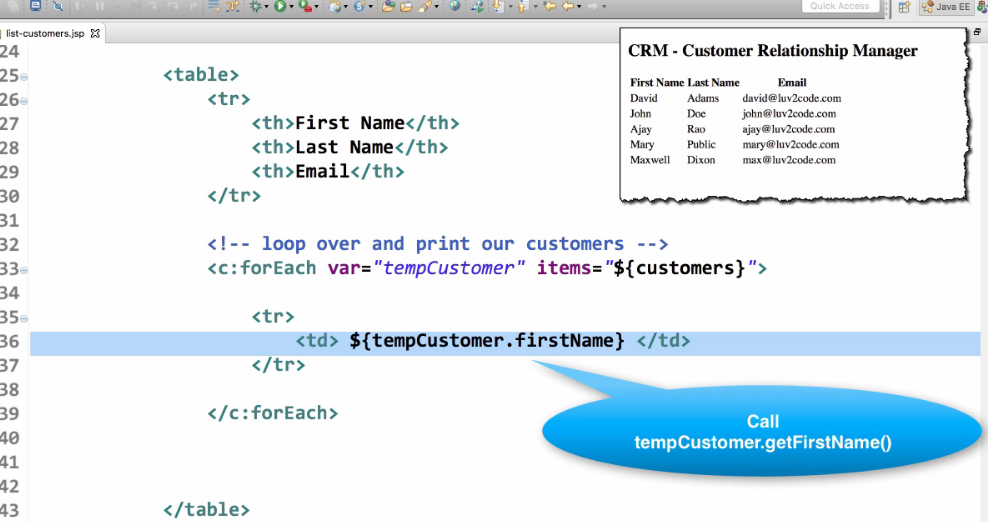 Quick Access
Java EE
list-customers.jsp
CRM - Customer Relationship Manager
First Name Last Name Email
David Adams david@luv2code.com
John Doe john@luv2code.com
Ajay Rao ajay@luv2code.com
Mary Public mary@luv2code.com
Maxwell Dixon max@luv2code.com
24
25 <table>
26 <tr>
27 <th>First Name</th>
28 <th>Last Name</th>
29 <th>Email</th>
30 </tr>
31
32 <!-- loop over and print our customers -->
33 <c:forEach var="tempCustomer" items="${customers}">
34
35 <tr>
36 <td> ${tempCustomer.firstName} </td>
37 </tr>
38
39 </c:forEach>
40
41
42
43 </table>
Call
tempCustomer.getFirstName()